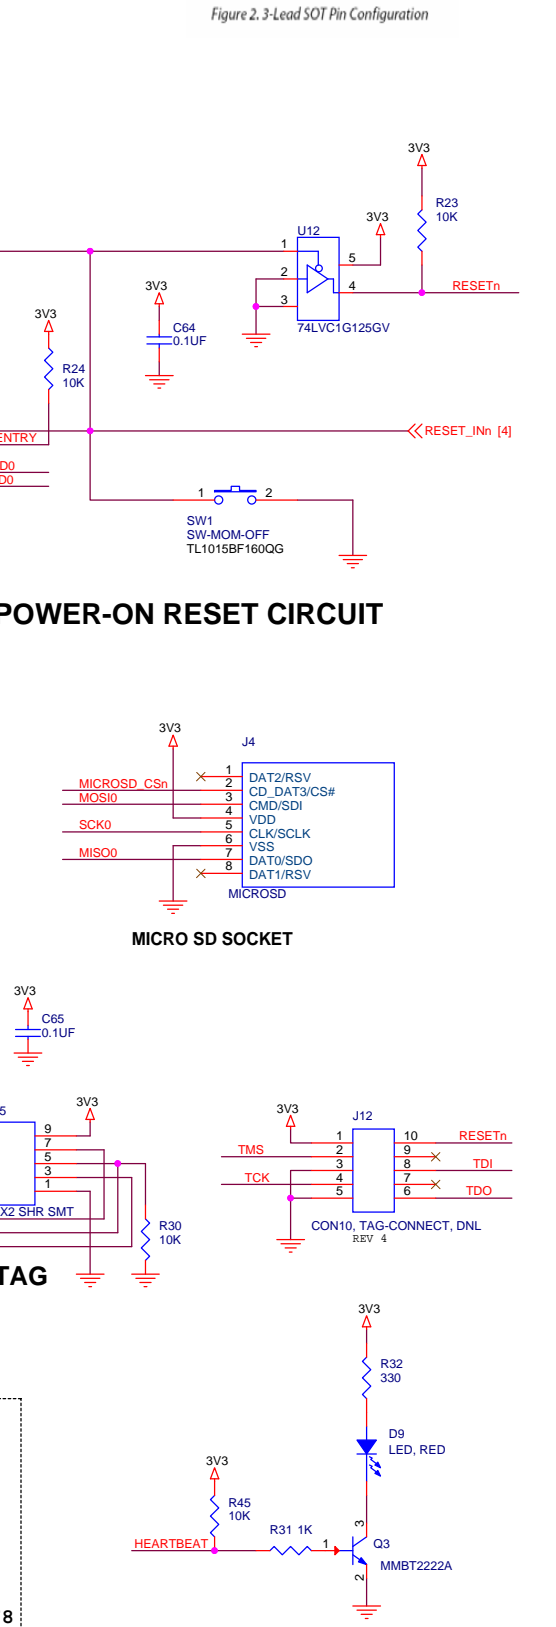 Figure 2. 3-Lead SOT Pin Configuration
3V3
R23
10K
3V3
U12
1
5
2
4
RESETn
3
74LVC1G125GV
3V3
C64
0.1UF
3V3
R24
10K
ENTRY
RESET_INn [4]
D0
D0
1
2
SW1
SW-MOM-OFF
TL1015BF160QG
POWER-ON RESET CIRCUIT
3V3
J4
1 DAT2/RSV
MICROSD_CSn 2 CD_DAT3/CS#
MOSI0 3 CMD/SDI
4 VDD
SCK0 5 CLK/SCLK
6 VSS
MISO0 7 DAT0/SDO
8 DAT1/RSV
MICROSD
MICRO SD SOCKET
3V3
C65
0.1UF
5
3V3
9
7
5
3
1
X2 SHR SMT
R30
10K
TAG
3V3
J12
1 10 RESETn
TMS 2 9
3 8 TDI
TCK 4 7
5 6 TDO
CON10, TAG-CONNECT, DNL
REV 4
3V3
R32
330
D9
LED, RED
3V3
R45
10K
HEARTBEAT
R31 1K
1
3
Q3
MMBT2222A
2
8